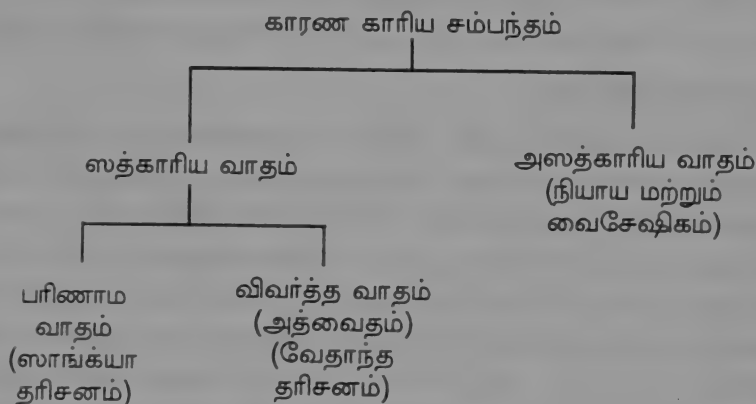 காரண காரிய சம்பந்தம்
ஸத்காரிய வாதம்
அஸத்காரிய வாதம்
(நியாய மற்றும்
வைசேஷிகம்)
பரிணாம
வாதம்
(ஸாங்க்யா
தரிசனம்)
விவர்த்த வாதம்
(அத்வைதம்)
(வேதாந்த
தரிசனம்)